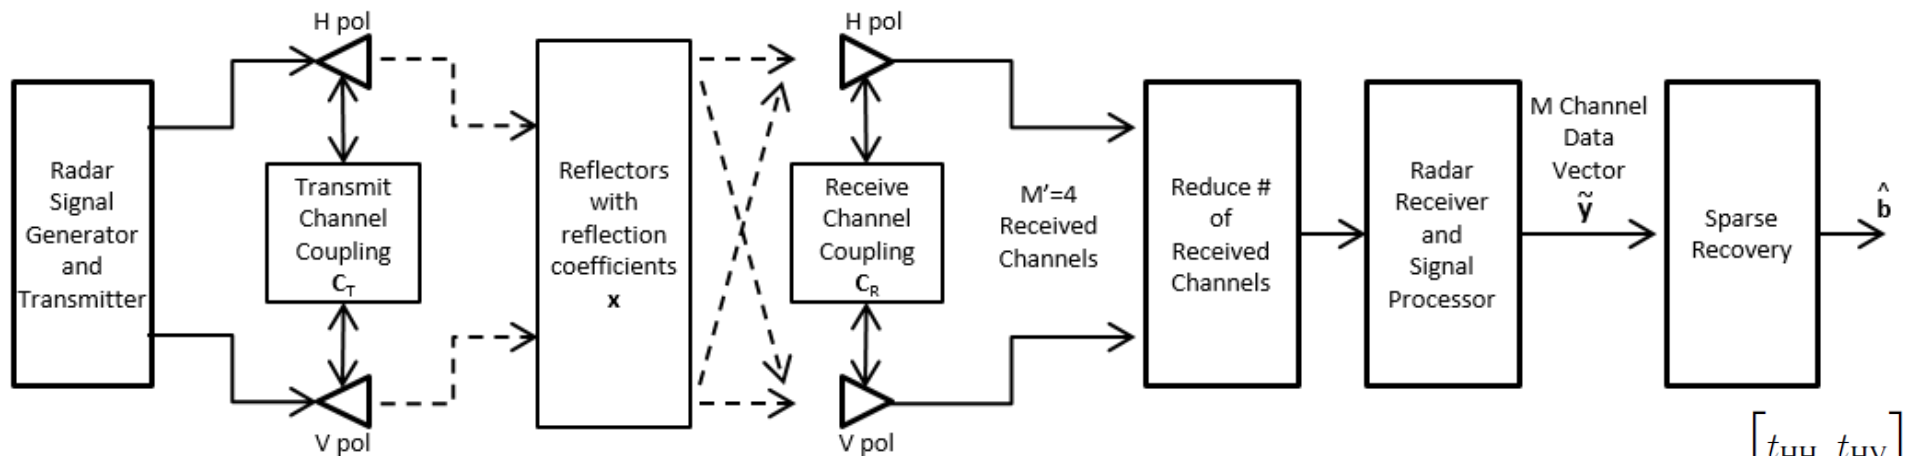 H pol
H pol
Radar
Signal
Generator
and
Transmitter
Transmit
Channel
Coupling
C_T
V pol
Reflectors
with
reflection
coefficients
x
Receive
Channel
Coupling
C_R
V pol
M'=4
Received
Channels
Reduce #
of
Received
Channels
Radar
Receiver
and
Signal
Processor
M Channel
Data
Vector
ỹ
Sparse
Recovery
b̂
t_HH t_HV